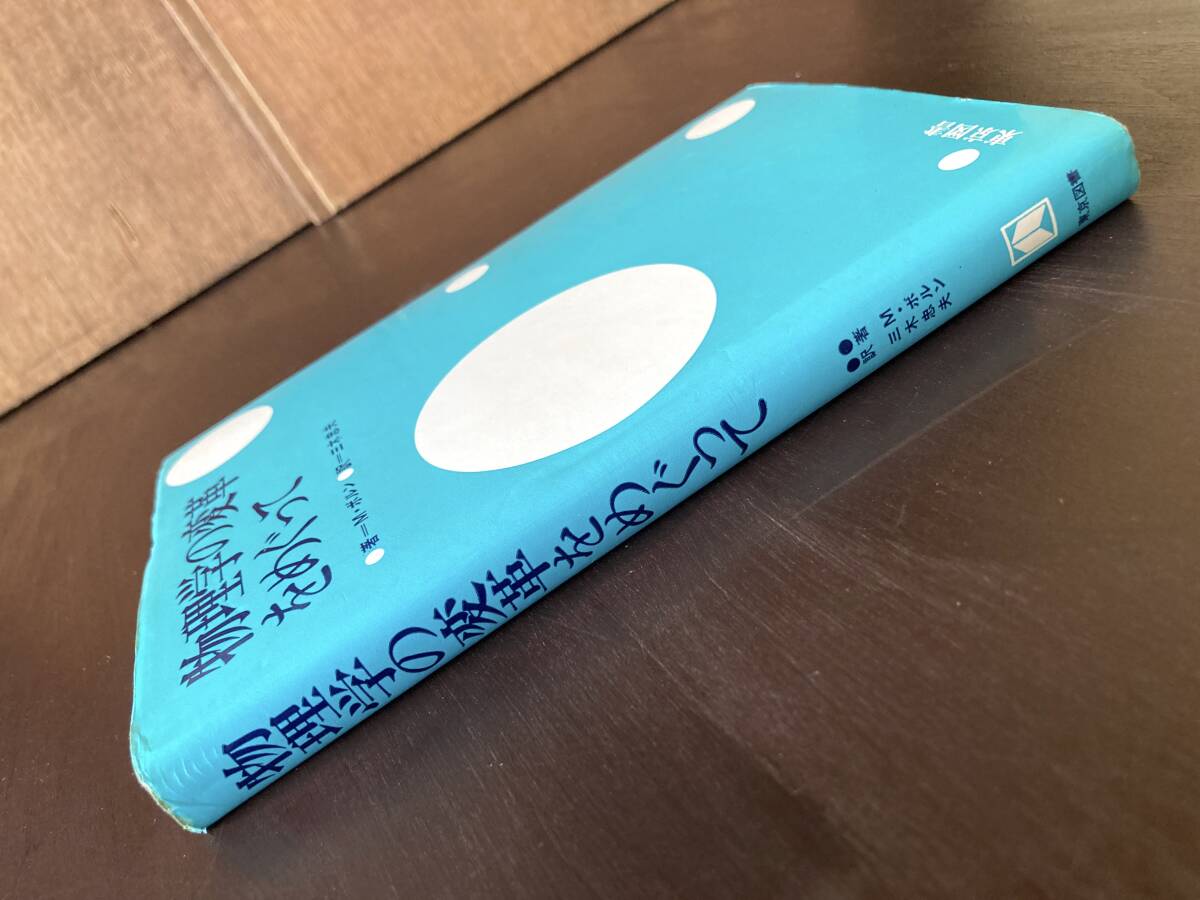 物理学の変革
をめぐって
●著＝M・ボルン●訳＝三木忠夫
東京図書
物理学の変革をめぐって
●著 M・ボルン
●訳 三木忠夫
東京図書